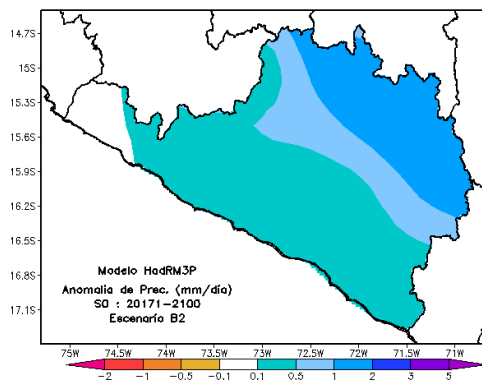 14.7S
15S
15.3S
15.6S
15.9S
16.2S
16.5S
16.8S
17.1S
Modelo HadRM3P
Anomalia de Prec. (mm/día)
SO : 20171-2100
Escenario B2
75W 74.5W 74W 73.5W 73W 72.5W 72W 71.5W 71W
-2 -1 -0.5 -0.1 0.1 0.5 1 2 3 5